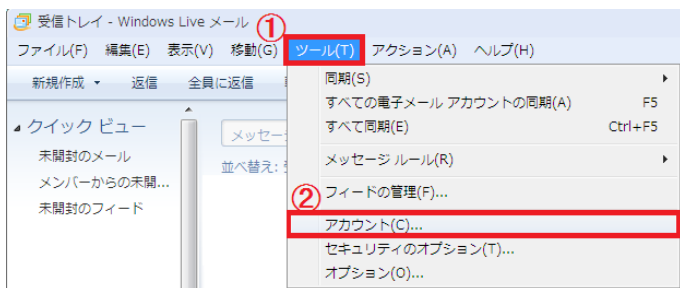 受信トレイ - Windows Live メール
①
ファイル(F) 編集(E) 表示(V) 移動(G) ツール(T) アクション(A) ヘルプ(H)
新規作成 返信 全員に返信
同期(S)
すべての電子メール アカウントの同期(A) F5
すべて同期(E) Ctrl+F5
メッセージ ルール(R)
②
フィードの管理(F)...
アカウント(C)...
セキュリティのオプション(T)...
オプション(O)...
クイック ビュー
未開封のメール
メンバーからの未開...
未開封のフィード
メッセー
並べ替え: